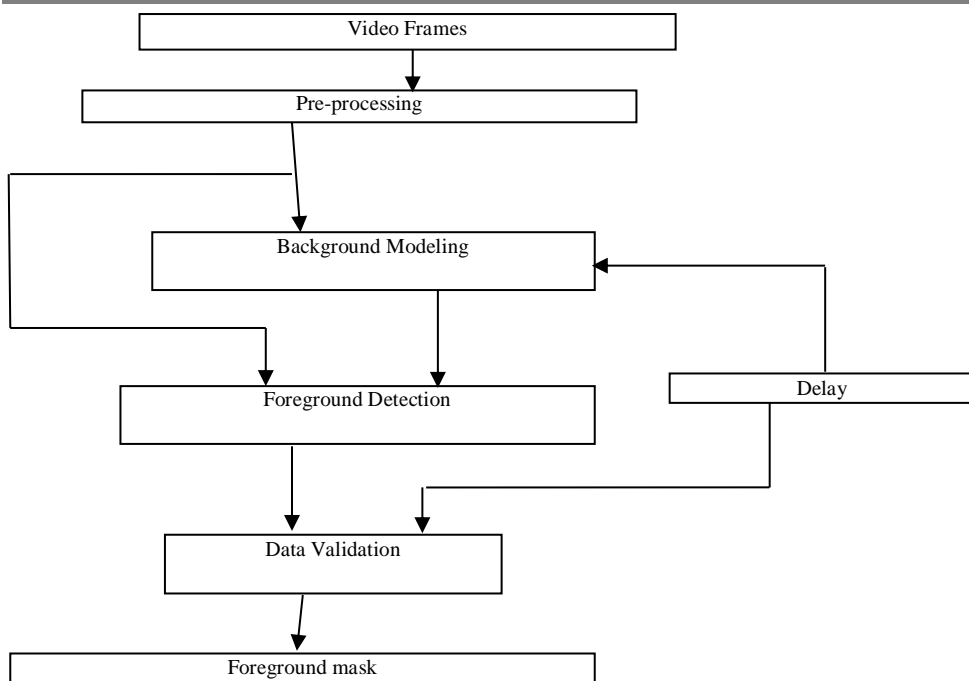 Video Frames
Pre-processing
Background Modeling
Foreground Detection
Delay
Data Validation
Foreground mask